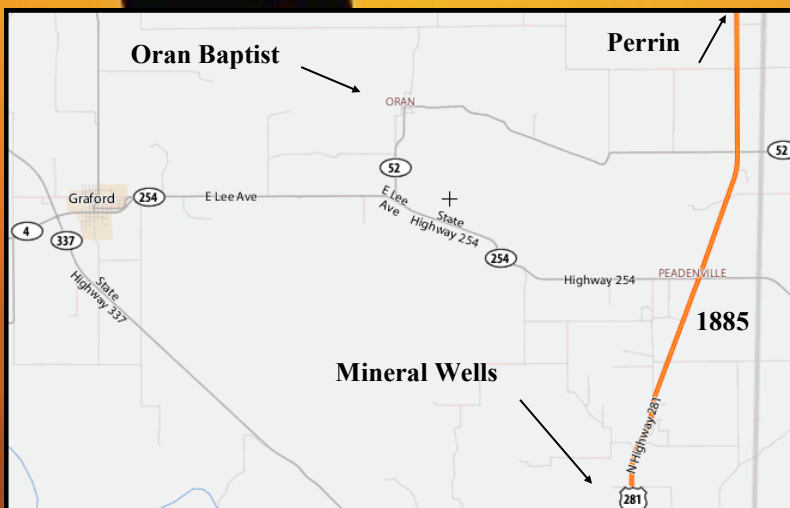 Perrin
Oran Baptist
ORAN
52
52
254
E Lee Ave
Graford
E Lee
Ave
State
Highway 254
4
337
254
Highway 254
PEADENVILLE
State
Highway 337
1885
Mineral Wells
N Highway 281
281